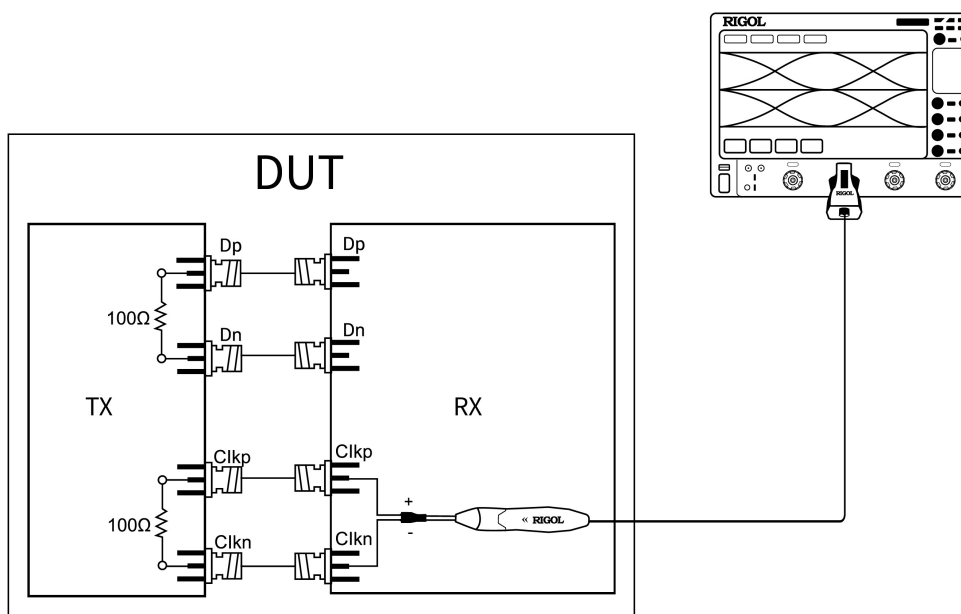 RIGOL
RIGOL
DUT
Dp
Dp
100Ω
Dn
Dn
TX
RX
Clkp
Clkp
100Ω
+
« RIGOL
-
Clkn
Clkn